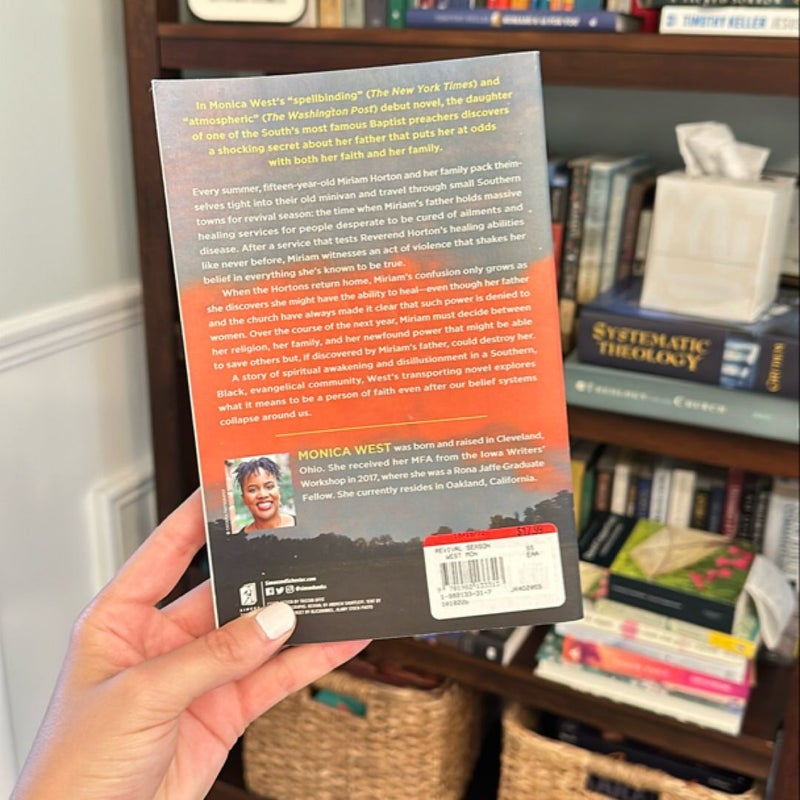 TIMOTHY KELLER JESUS
In Monica West's "spellbinding" (The New York Times) and
"atmospheric" (The Washington Post) debut novel, the daughter
of one of the South's most famous Baptist preachers discovers
a shocking secret about her father that puts her at odds
with both her faith and her family.
Every summer, fifteen-year-old Miriam Horton and her family pack them-
selves tight into their old minivan and travel through small Southern
towns for revival season: the time when Miriam's father holds massive
healing services for people desperate to be cured of ailments and
disease. After a service that tests Reverend Horton's healing abilities
like never before, Miriam witnesses an act of violence that shakes her
belief in everything she's known to be true.
When the Hortons return home, Miriam's confusion only grows as
she discovers she might have the ability to heal—even though her father
and the church have always made it clear that such power is denied to
women. Over the course of the next year, Miriam must decide between
her religion, her family, and her newfound power that might be able
to save others but, if discovered by Miriam's father, could destroy her.
A story of spiritual awakening and disillusionment in a Southern,
Black, evangelical community, West's transporting novel explores
what it means to be a person of faith even after our belief systems
collapse around us.
MONICA WEST was born and raised in Cleveland,
Ohio. She received her MFA from the Iowa Writers'
Workshop in 2017, where she was a Rona Jaffe Graduate
Fellow. She currently resides in Oakland, California.
$17.99
REVIVAL SEASON
WEST MON
SimonandSchuster.com
@simonbooks
SYSTEMATIC
THEOLOGY
GRUDEM
THEOLOGY CHURCH